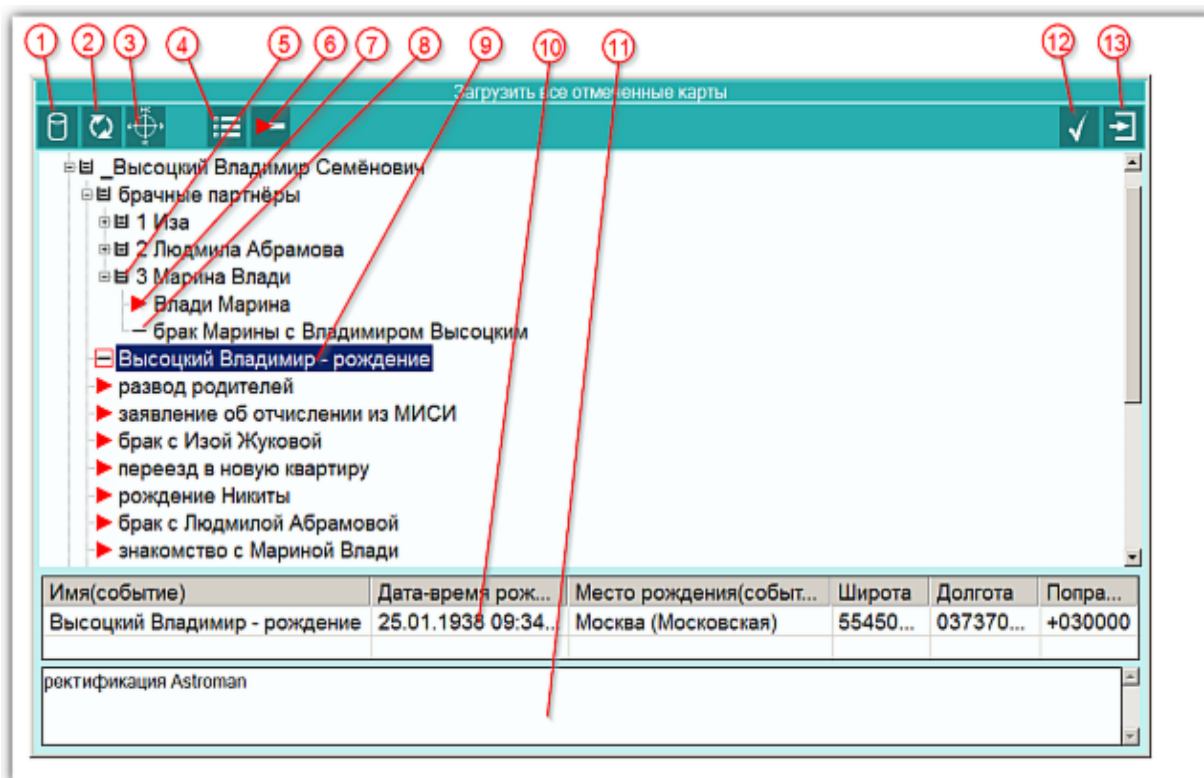 1 2 3 4 5 6 7 8 9 10 11 12 13
Загрузить все отмеченные карты
_Высоцкий Владимир Семёнович
брачные партнёры
1 Иза
2 Людмила Абрамова
3 Марина Влади
Влади Марина
брак Марины с Владимиром Высоцким
Высоцкий Владимир - рождение
развод родителей
заявление об отчислении из МИСИ
брак с Изой Жуковой
переезд в новую квартиру
рождение Никиты
брак с Людмилой Абрамовой
знакомство с Мариной Влади
Имя(событие) Дата-время рож... Место рождения(событ... Широта Долгота Попра...
Высоцкий Владимир - рождение 25.01.1938 09:34... Москва (Московская) 55450... 037370... +030000
ректификация Astroman